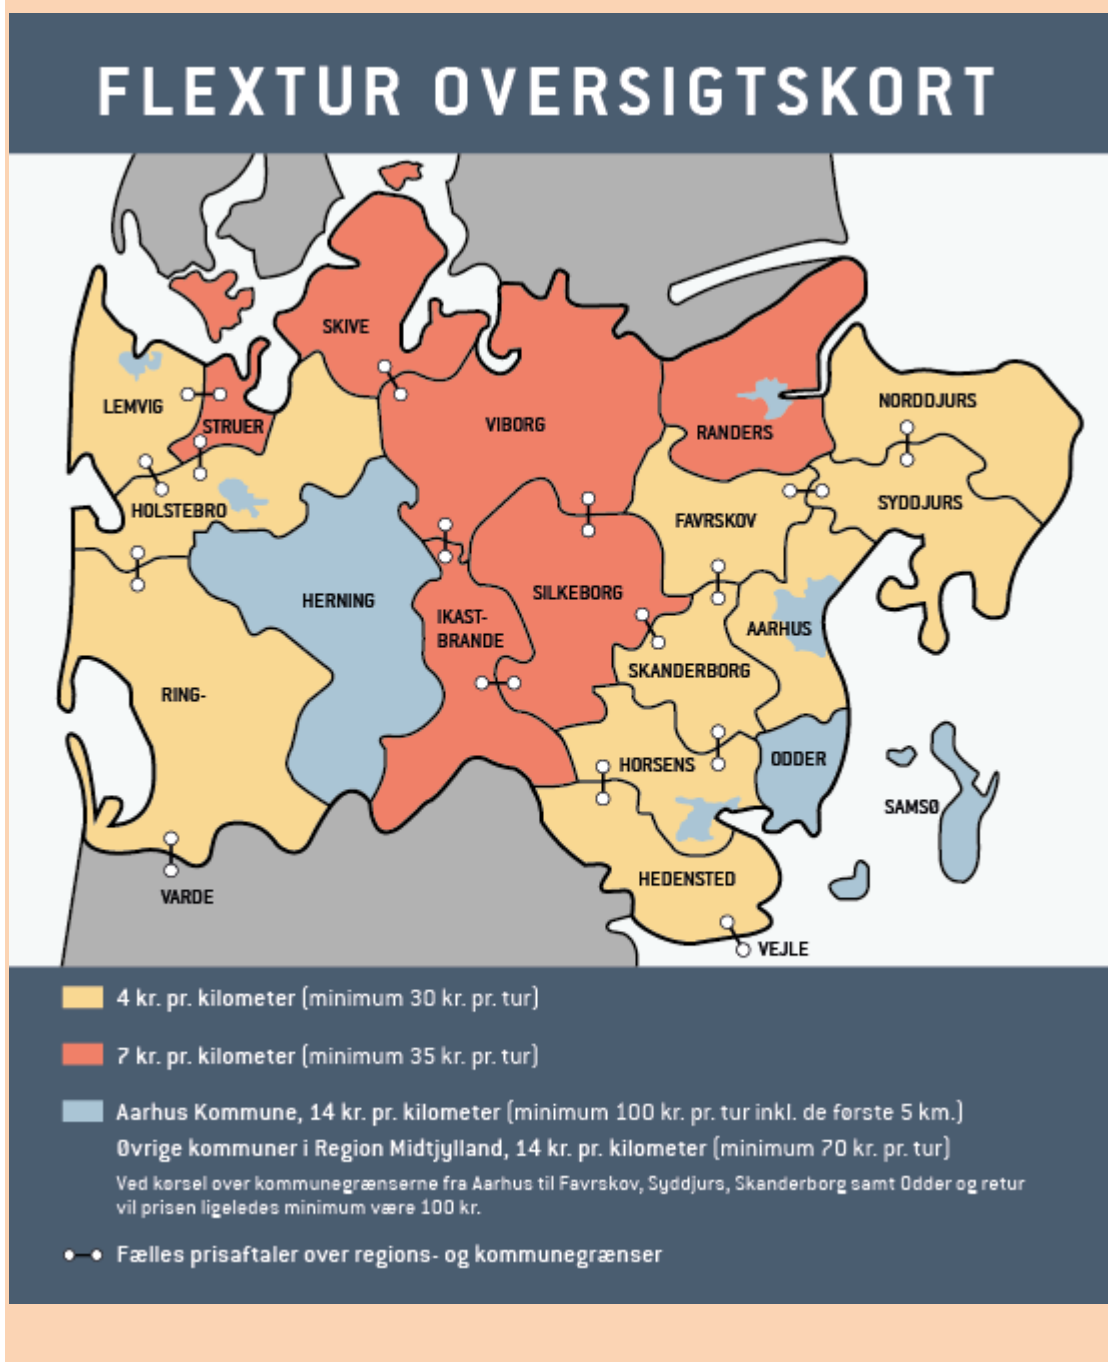 FLEXTUR OVERSIGTSKORT
SKIVE
LEMVIG
STRUER
VIBORG
RANDERS
NORDDJURS
HOLSTEBRO
FAVRSKOV
SYDDJURS
HERNING
SILKEBORG
IKAST-
BRANDE
AARHUS
SKANDERBORG
RING-
HORSENS
ODDER
SAMSØ
HEDENSTED
VARDE
VEJLE
4 kr. pr. kilometer (minimum 30 kr. pr. tur)
7 kr. pr. kilometer (minimum 35 kr. pr. tur)
Aarhus Kommune, 14 kr. pr. kilometer (minimum 100 kr. pr. tur inkl. de første 5 km.)
Øvrige kommuner i Region Midtjylland, 14 kr. pr. kilometer (minimum 70 kr. pr. tur)
Ved kørsel over kommunegrænserne fra Aarhus til Favrskov, Syddjurs, Skanderborg samt Odder og retur
vil prisen ligeledes minimum være 100 kr.
Fælles prisaftaler over regions- og kommunegrænser